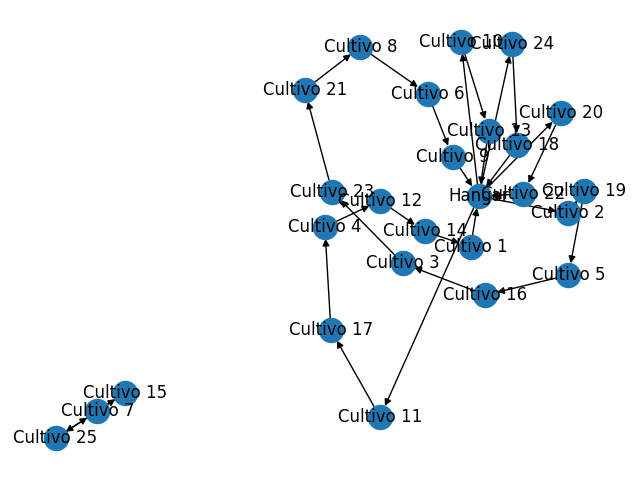 Cultivo 8
Cultivo 10
Cultivo 24
Cultivo 21
Cultivo 6
Cultivo 20
Cultivo 13
Cultivo 18
Cultivo 9
Cultivo 23
Cultivo 12
Hangar
Cultivo 22
Cultivo 19
Cultivo 2
Cultivo 4
Cultivo 14
Cultivo 1
Cultivo 3
Cultivo 5
Cultivo 16
Cultivo 17
Cultivo 15
Cultivo 7
Cultivo 11
Cultivo 25